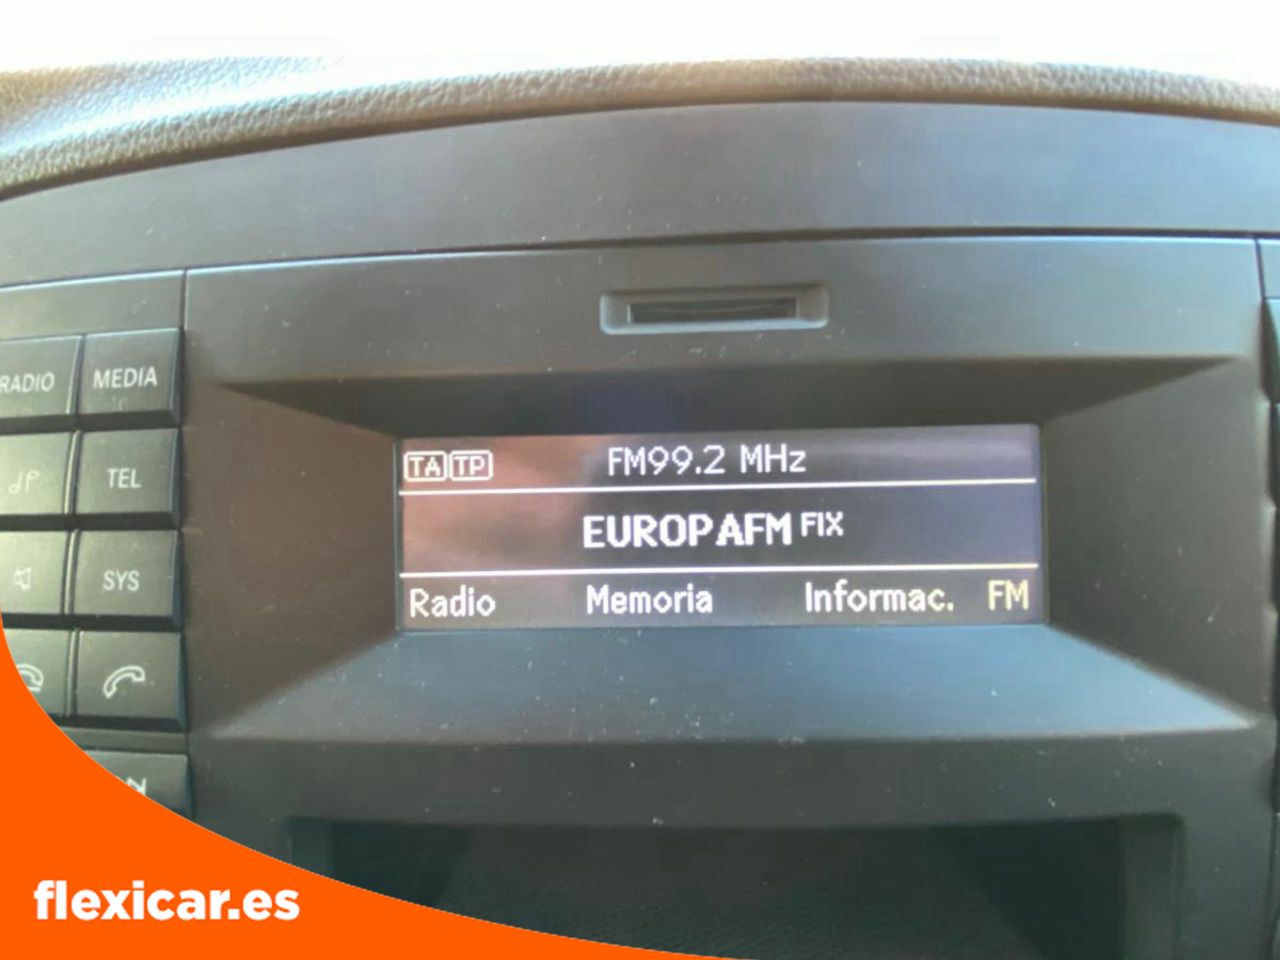 RADIO MEDIA
TEL
SYS
TA TP FM99.2 MHz
EUROPAFM FIX
Radio Memoria Informac. FM
flexicar.es